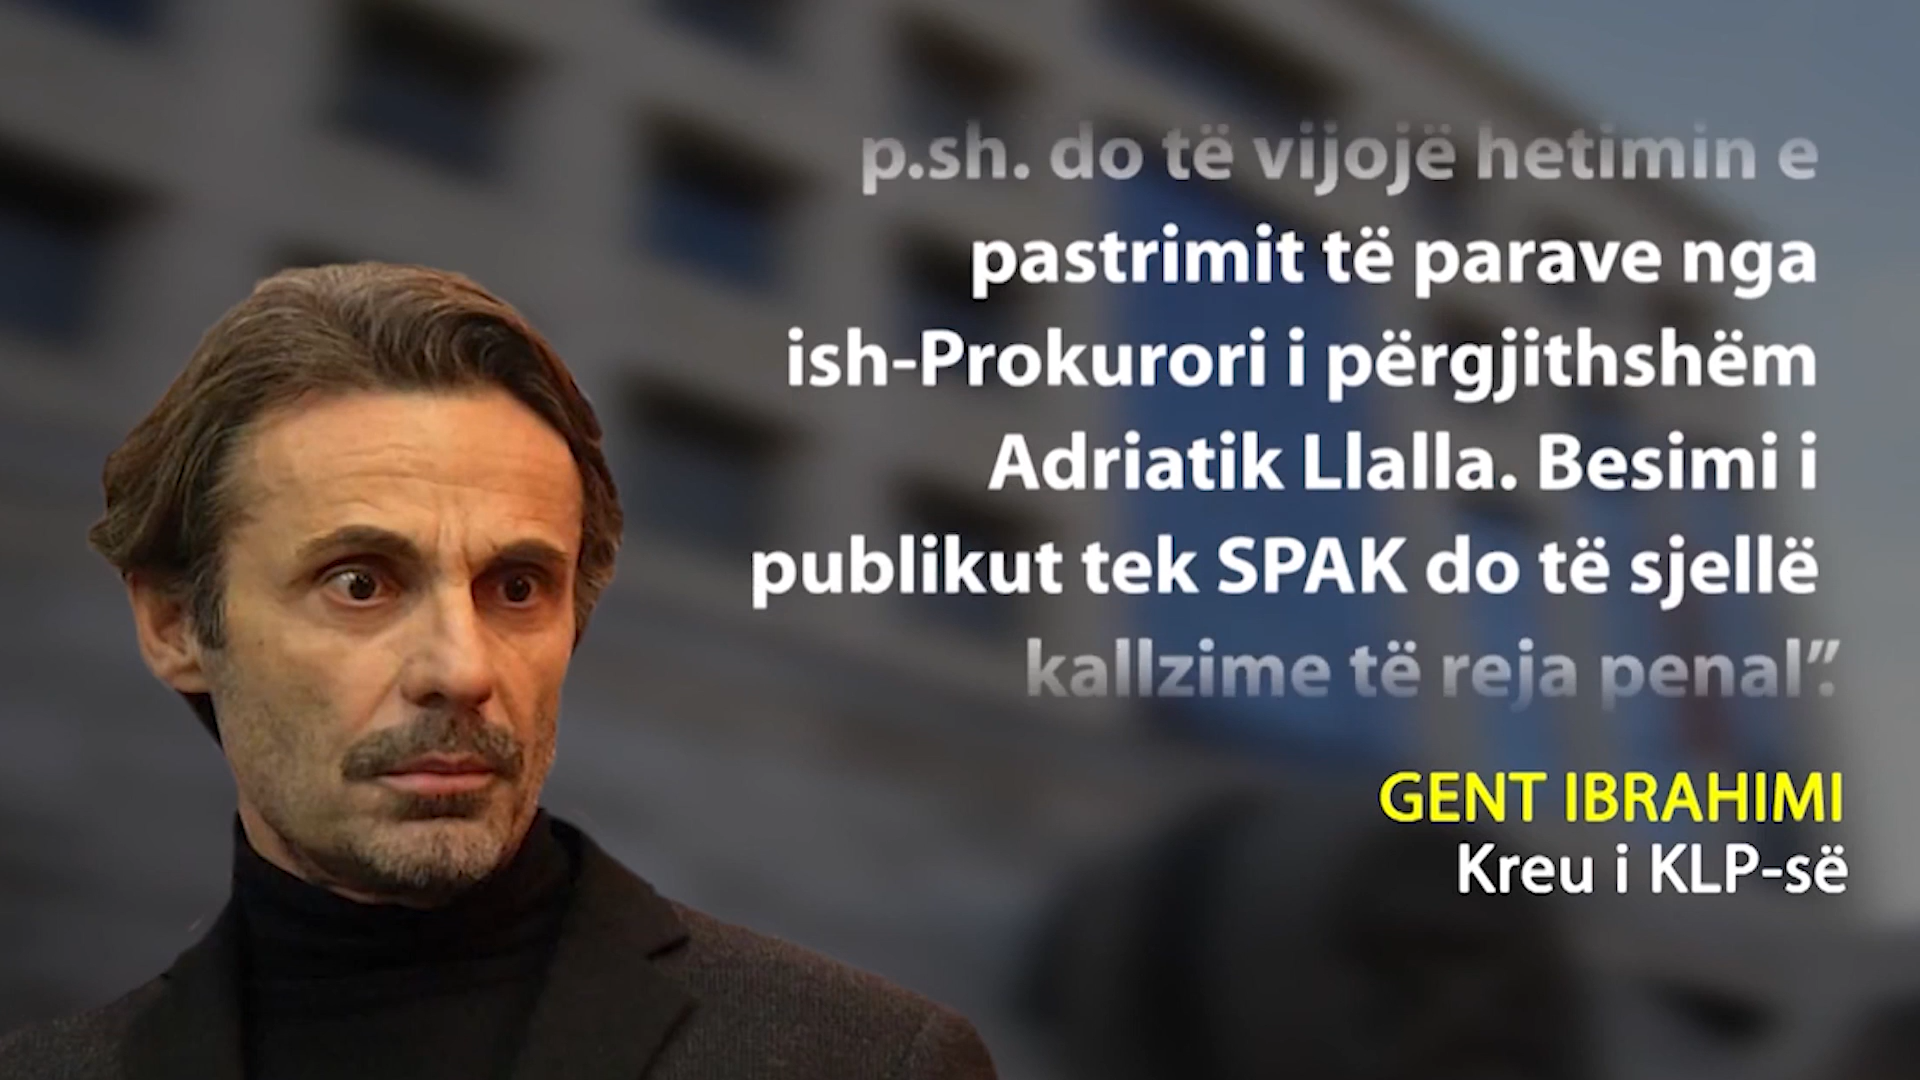 p.sh. do të vijojë hetimin e
pastrimit të parave nga
ish-Prokurori i përgjithshëm
Adriatik Llalla. Besimi i
publikut tek SPAK do të sjellë
kallzime të reja penal”.
GENT IBRAHIMI
Kreu i KLP-së